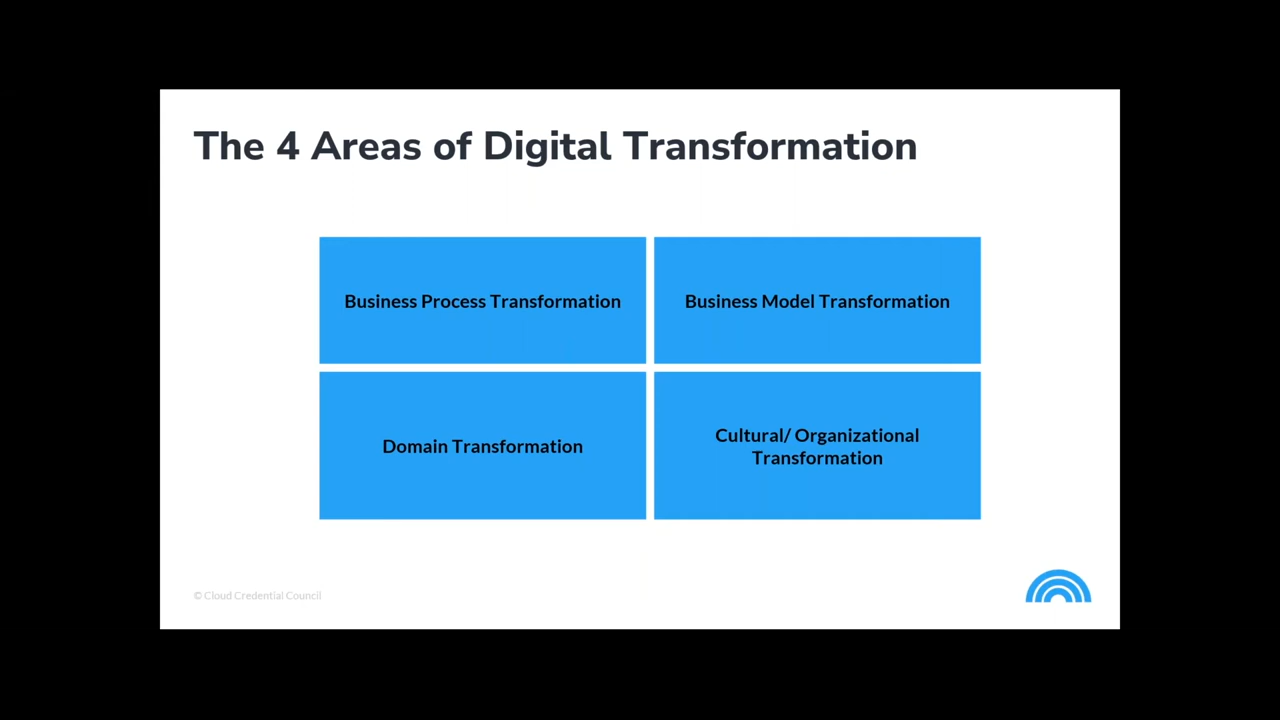 The 4 Areas of Digital Transformation
Business Process Transformation
Business Model Transformation
Domain Transformation
Cultural/ Organizational
Transformation
© Cloud Credential Council